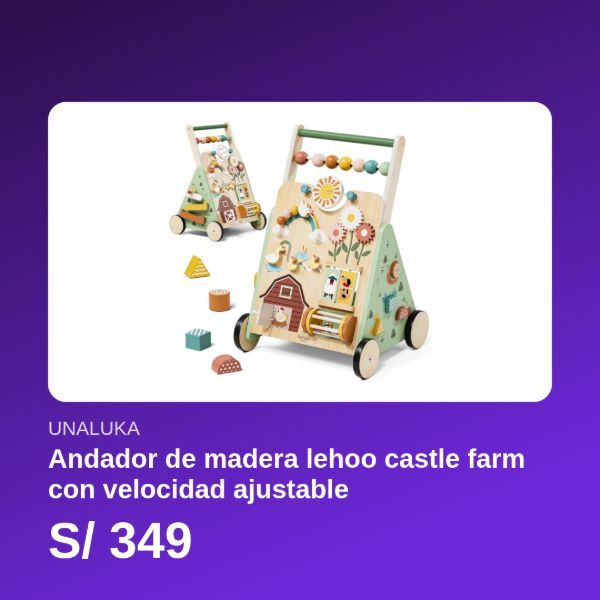 UNALUKA
Andador de madera lehoo castle farm
con velocidad ajustable
S/ 349